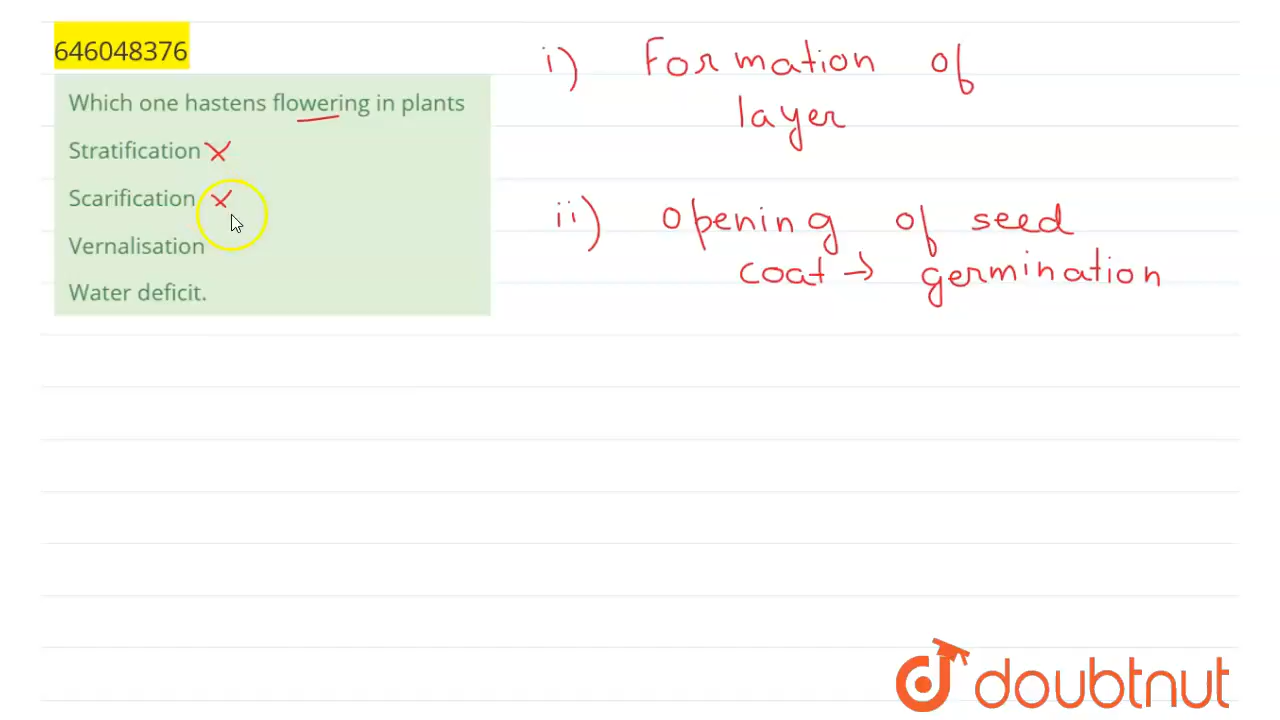 646048376
Which one hastens flowering in plants
Stratification ×
Scarification ×
Vernalisation
Water deficit.
i) Formation of
layer
ii) Opening of seed
coat → germination
doubtnut